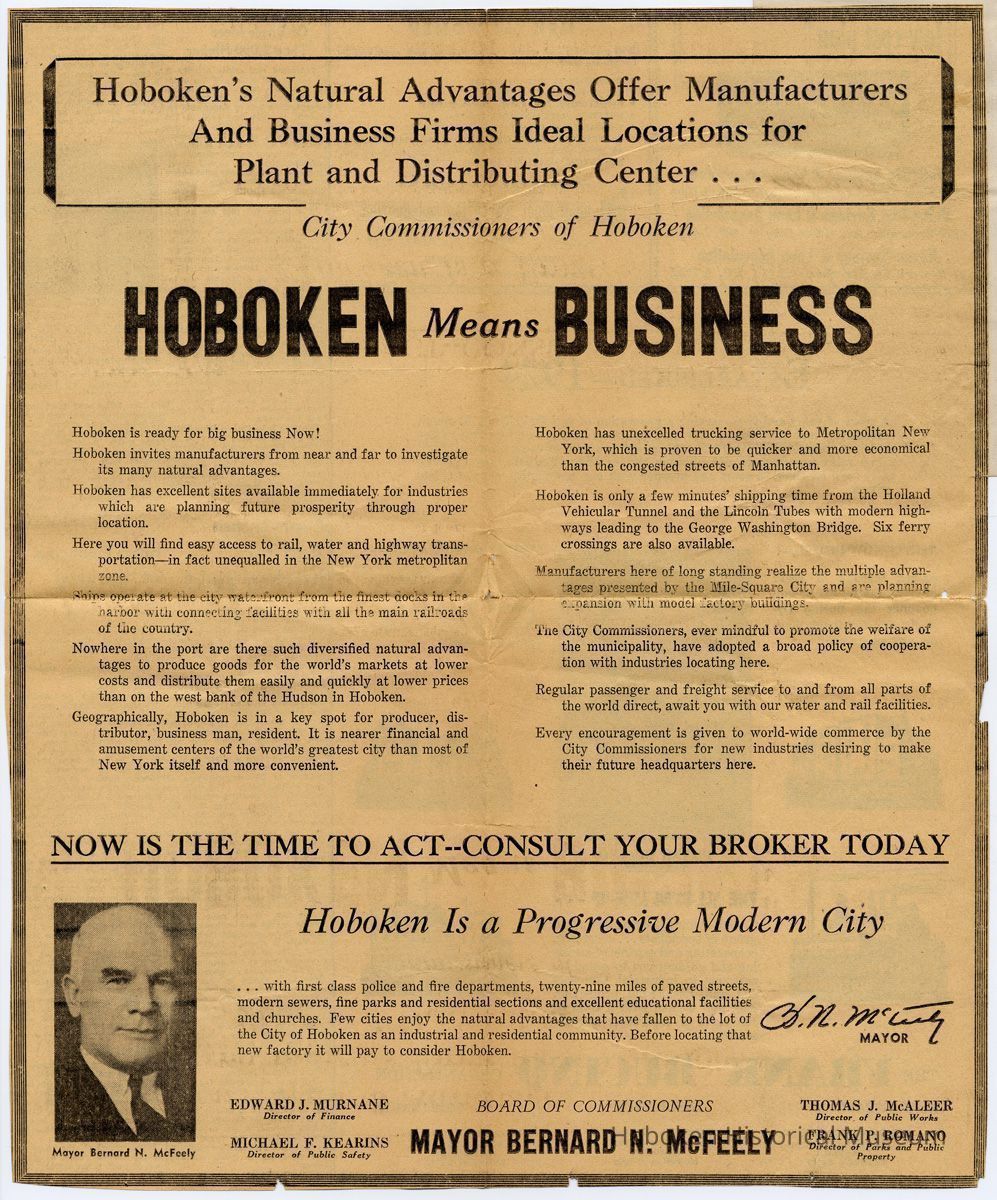 Hoboken's Natural Advantages Offer Manufacturers
And Business Firms Ideal Locations for
Plant and Distributing Center . . .
City Commissioners of Hoboken
HOBOKEN Means BUSINESS
Hoboken is ready for big business Now!
Hoboken invites manufacturers from near and far to investigate
its many natural advantages.
Hoboken has excellent sites available immediately for industries
which are planning future prosperity through proper
location.
Here you will find easy access to rail, water and highway trans-
portation—in fact unequalled in the New York metroplitan
zone.
Ships operate at the city waterfront from the finest docks in the
harbor with connecting facilities with all the main railroads
of the country.
Nowhere in the port are there such diversified natural advan-
tages to produce goods for the world's markets at lower
costs and distribute them easily and quickly at lower prices
than on the west bank of the Hudson in Hoboken.
Geographically, Hoboken is in a key spot for producer, dis-
tributor, business man, resident. It is nearer financial and
amusement centers of the world's greatest city than most of
New York itself and more convenient.
Hoboken has unexcelled trucking service to Metropolitan New
York, which is proven to be quicker and more economical
than the congested streets of Manhattan.
Hoboken is only a few minutes' shipping time from the Holland
Vehicular Tunnel and the Lincoln Tubes with modern high-
ways leading to the George Washington Bridge. Six ferry
crossings are also available.
Manufacturers here of long standing realize the multiple advan-
tages presented by the Mile-Square City and are planning
expansion with model factory buildings.
The City Commissioners, ever mindful to promote the welfare of
the municipality, have adopted a broad policy of coopera-
tion with industries locating here.
Regular passenger and freight service to and from all parts of
the world direct, await you with our water and rail facilities.
Every encouragement is given to world-wide commerce by the
City Commissioners for new industries desiring to make
their future headquarters here.
NOW IS THE TIME TO ACT--CONSULT YOUR BROKER TODAY
Hoboken Is a Progressive Modern City
. . . with first class police and fire departments, twenty-nine miles of paved streets,
modern sewers, fine parks and residential sections and excellent educational facilities
and churches. Few cities enjoy the natural advantages that have fallen to the lot of
the City of Hoboken as an industrial and residential community. Before locating that
new factory it will pay to consider Hoboken.
B. N. McFeely
MAYOR
Mayor Bernard N. McFeely
EDWARD J. MURNANE
Director of Finance
MICHAEL F. KEARINS
Director of Public Safety
BOARD OF COMMISSIONERS
MAYOR BERNARD N. McFEELY
THOMAS J. McALEER
Director of Public Works
FRANK P. ROMANO
Director of Parks and Public
Property
Hoboken Historical Museum